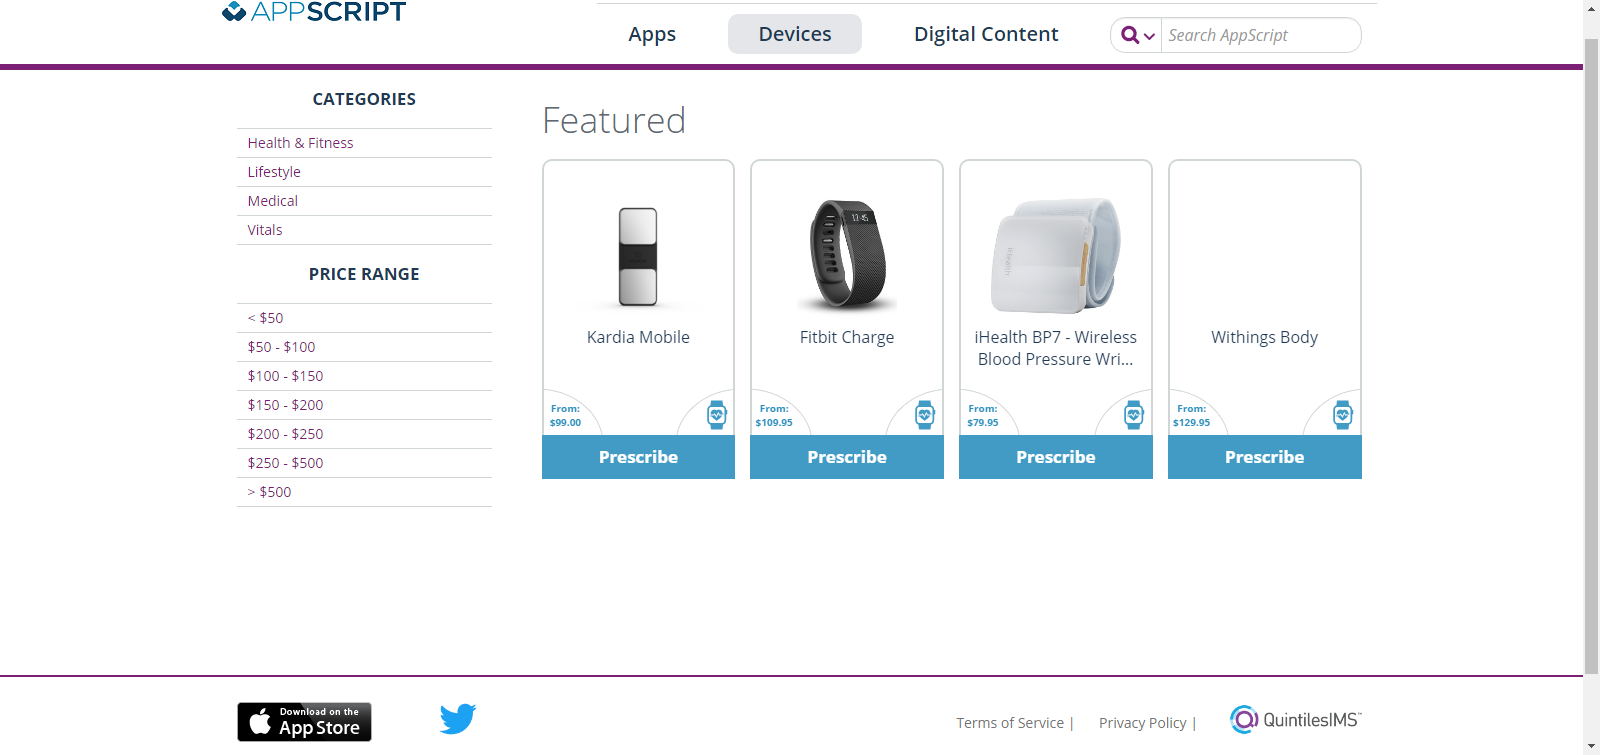 APPSCRIPT
Apps
Devices
Digital Content
Search AppScript
CATEGORIES
Health & Fitness
Lifestyle
Medical
Vitals
PRICE RANGE
< $50
$50 - $100
$100 - $150
$150 - $200
$200 - $250
$250 - $500
> $500
Featured
Kardia Mobile
From:
$99.00
Prescribe
12:45
Fitbit Charge
From:
$109.95
Prescribe
iHealth
iHealth BP7 - Wireless
Blood Pressure Wri...
From:
$79.95
Prescribe
Withings Body
From:
$129.95
Prescribe
Download on the
App Store
Terms of Service |
Privacy Policy |
QuintilesIMS™